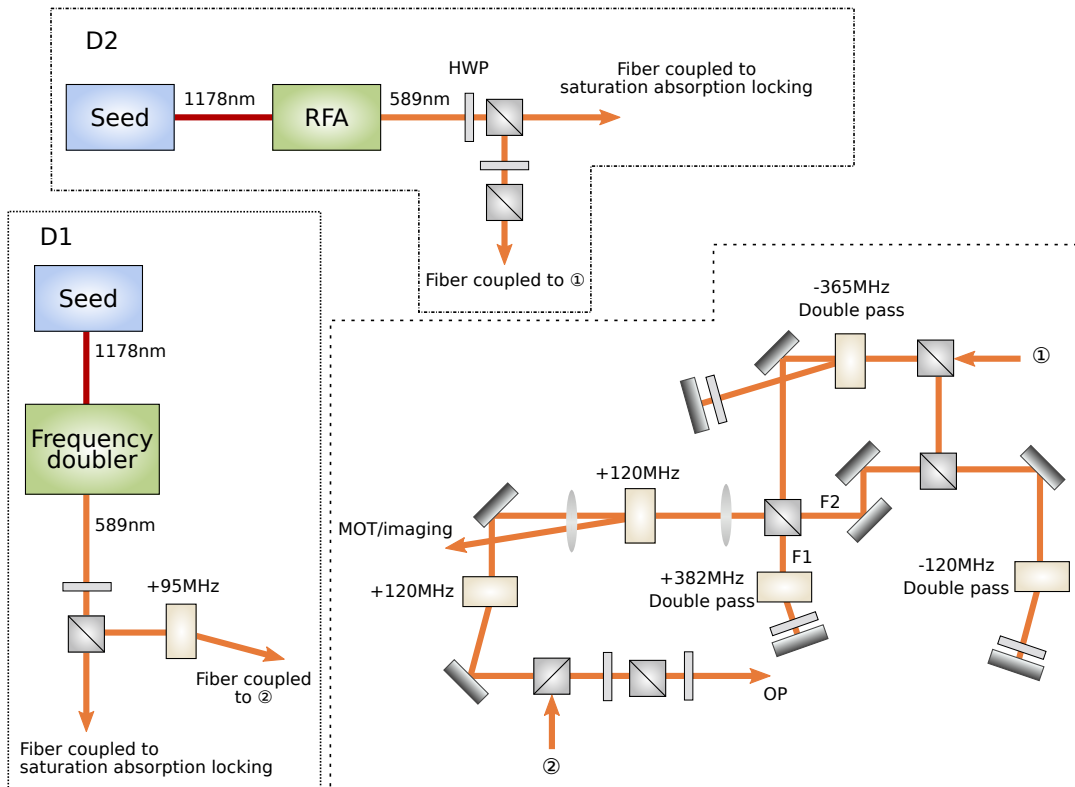 D2
HWP
Fiber coupled to
saturation absorption locking
1178nm
589nm
Seed
RFA
Fiber coupled to ①
D1
Seed
1178nm
Frequency
doubler
589nm
+95MHz
Fiber coupled
to ②
Fiber coupled to
saturation absorption locking
-365MHz
Double pass
①
+120MHz
F2
MOT/imaging
F1
+120MHz
+382MHz
Double pass
-120MHz
Double pass
OP
②